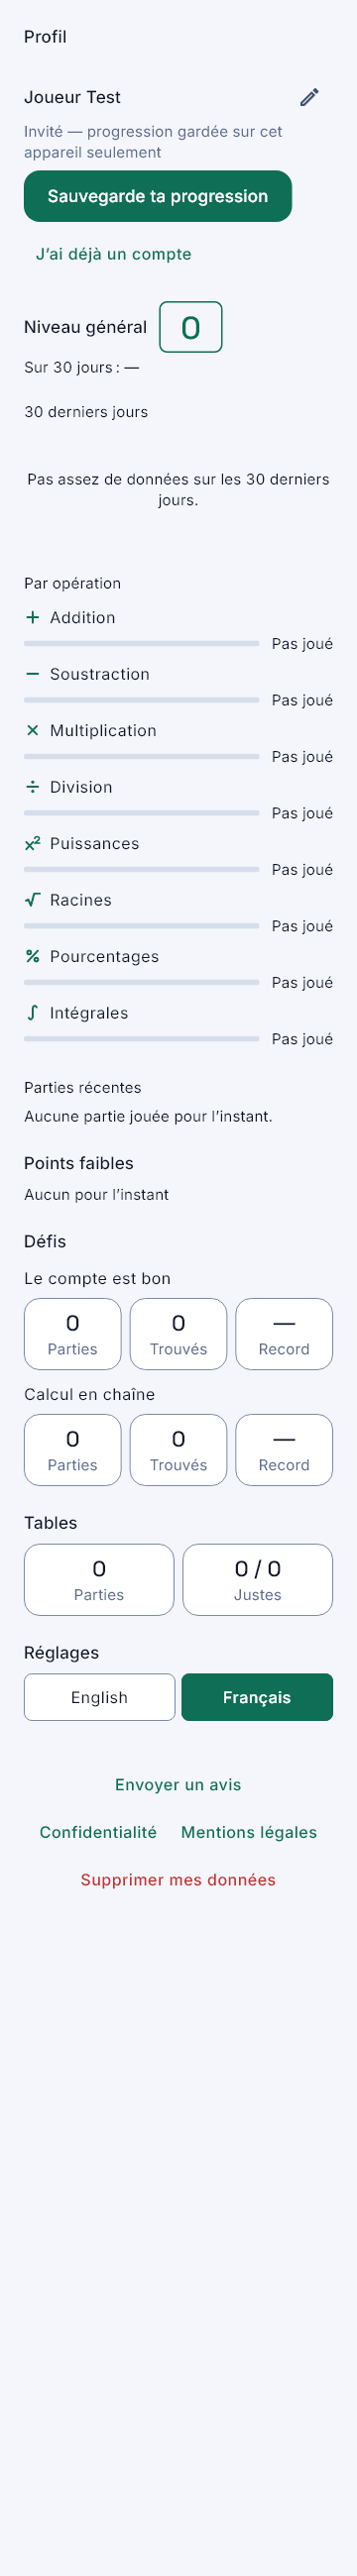 Profil
Joueur Test
Invité — progression gardée sur cet
appareil seulement
Sauvegarde ta progression
J’ai déjà un compte
Niveau général 0
Sur 30 jours : —
30 derniers jours
Pas assez de données sur les 30 derniers
jours.
Par opération
+ Addition
Pas joué
− Soustraction
Pas joué
× Multiplication
Pas joué
÷ Division
Pas joué
x² Puissances
Pas joué
√ Racines
Pas joué
% Pourcentages
Pas joué
∫ Intégrales
Pas joué
Parties récentes
Aucune partie jouée pour l’instant.
Points faibles
Aucun pour l’instant
Défis
Le compte est bon
0 0 —
Parties Trouvés Record
Calcul en chaîne
0 0 —
Parties Trouvés Record
Tables
0 0 / 0
Parties Justes
Réglages
English Français
Envoyer un avis
Confidentialité Mentions légales
Supprimer mes données